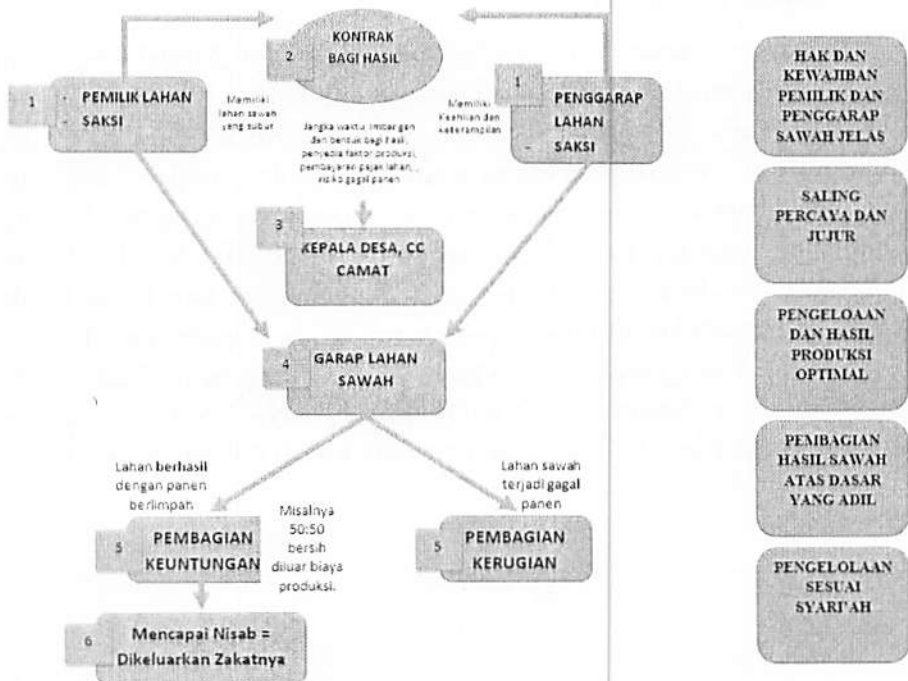 KONTRAK
BAGI HASIL
2
1
- PEMILIK LAHAN
- SAKSI
Memiliki
lahan sawah
yang subur
Jangka waktu, imbangan
dan bentuk bagi hasil,
penyedia faktor produksi,
pembayaran pajak lahan,
risiko gagal panen
Memiliki
Keahlian dan
keterampilan
1
- PENGGARAP
LAHAN
- SAKSI
3
KEPALA DESA, CC
CAMAT
4
GARAP LAHAN
SAWAH
Lahan berhasil
dengan panen
berlimpah
Lahan sawah
terjadi gagal
panen
5
PEMBAGIAN
KEUNTUNGAN
Misalnya
50:50
bersih
diluar biaya
produksi.
5
PEMBAGIAN
KERUGIAN
6
Mencapai Nisab =
Dikeluarkan Zakatnya
HAK DAN
KEWAJIBAN
PEMILIK DAN
PENGGARAP
SAWAH JELAS
SALING
PERCAYA DAN
JUJUR
PENGELOAAN
DAN HASIL
PRODUKSI
OPTIMAL
PEMBAGIAN
HASIL SAWAH
ATAS DASAR
YANG ADIL
PENGELOLAAN
SESUAI
SYARI'AH